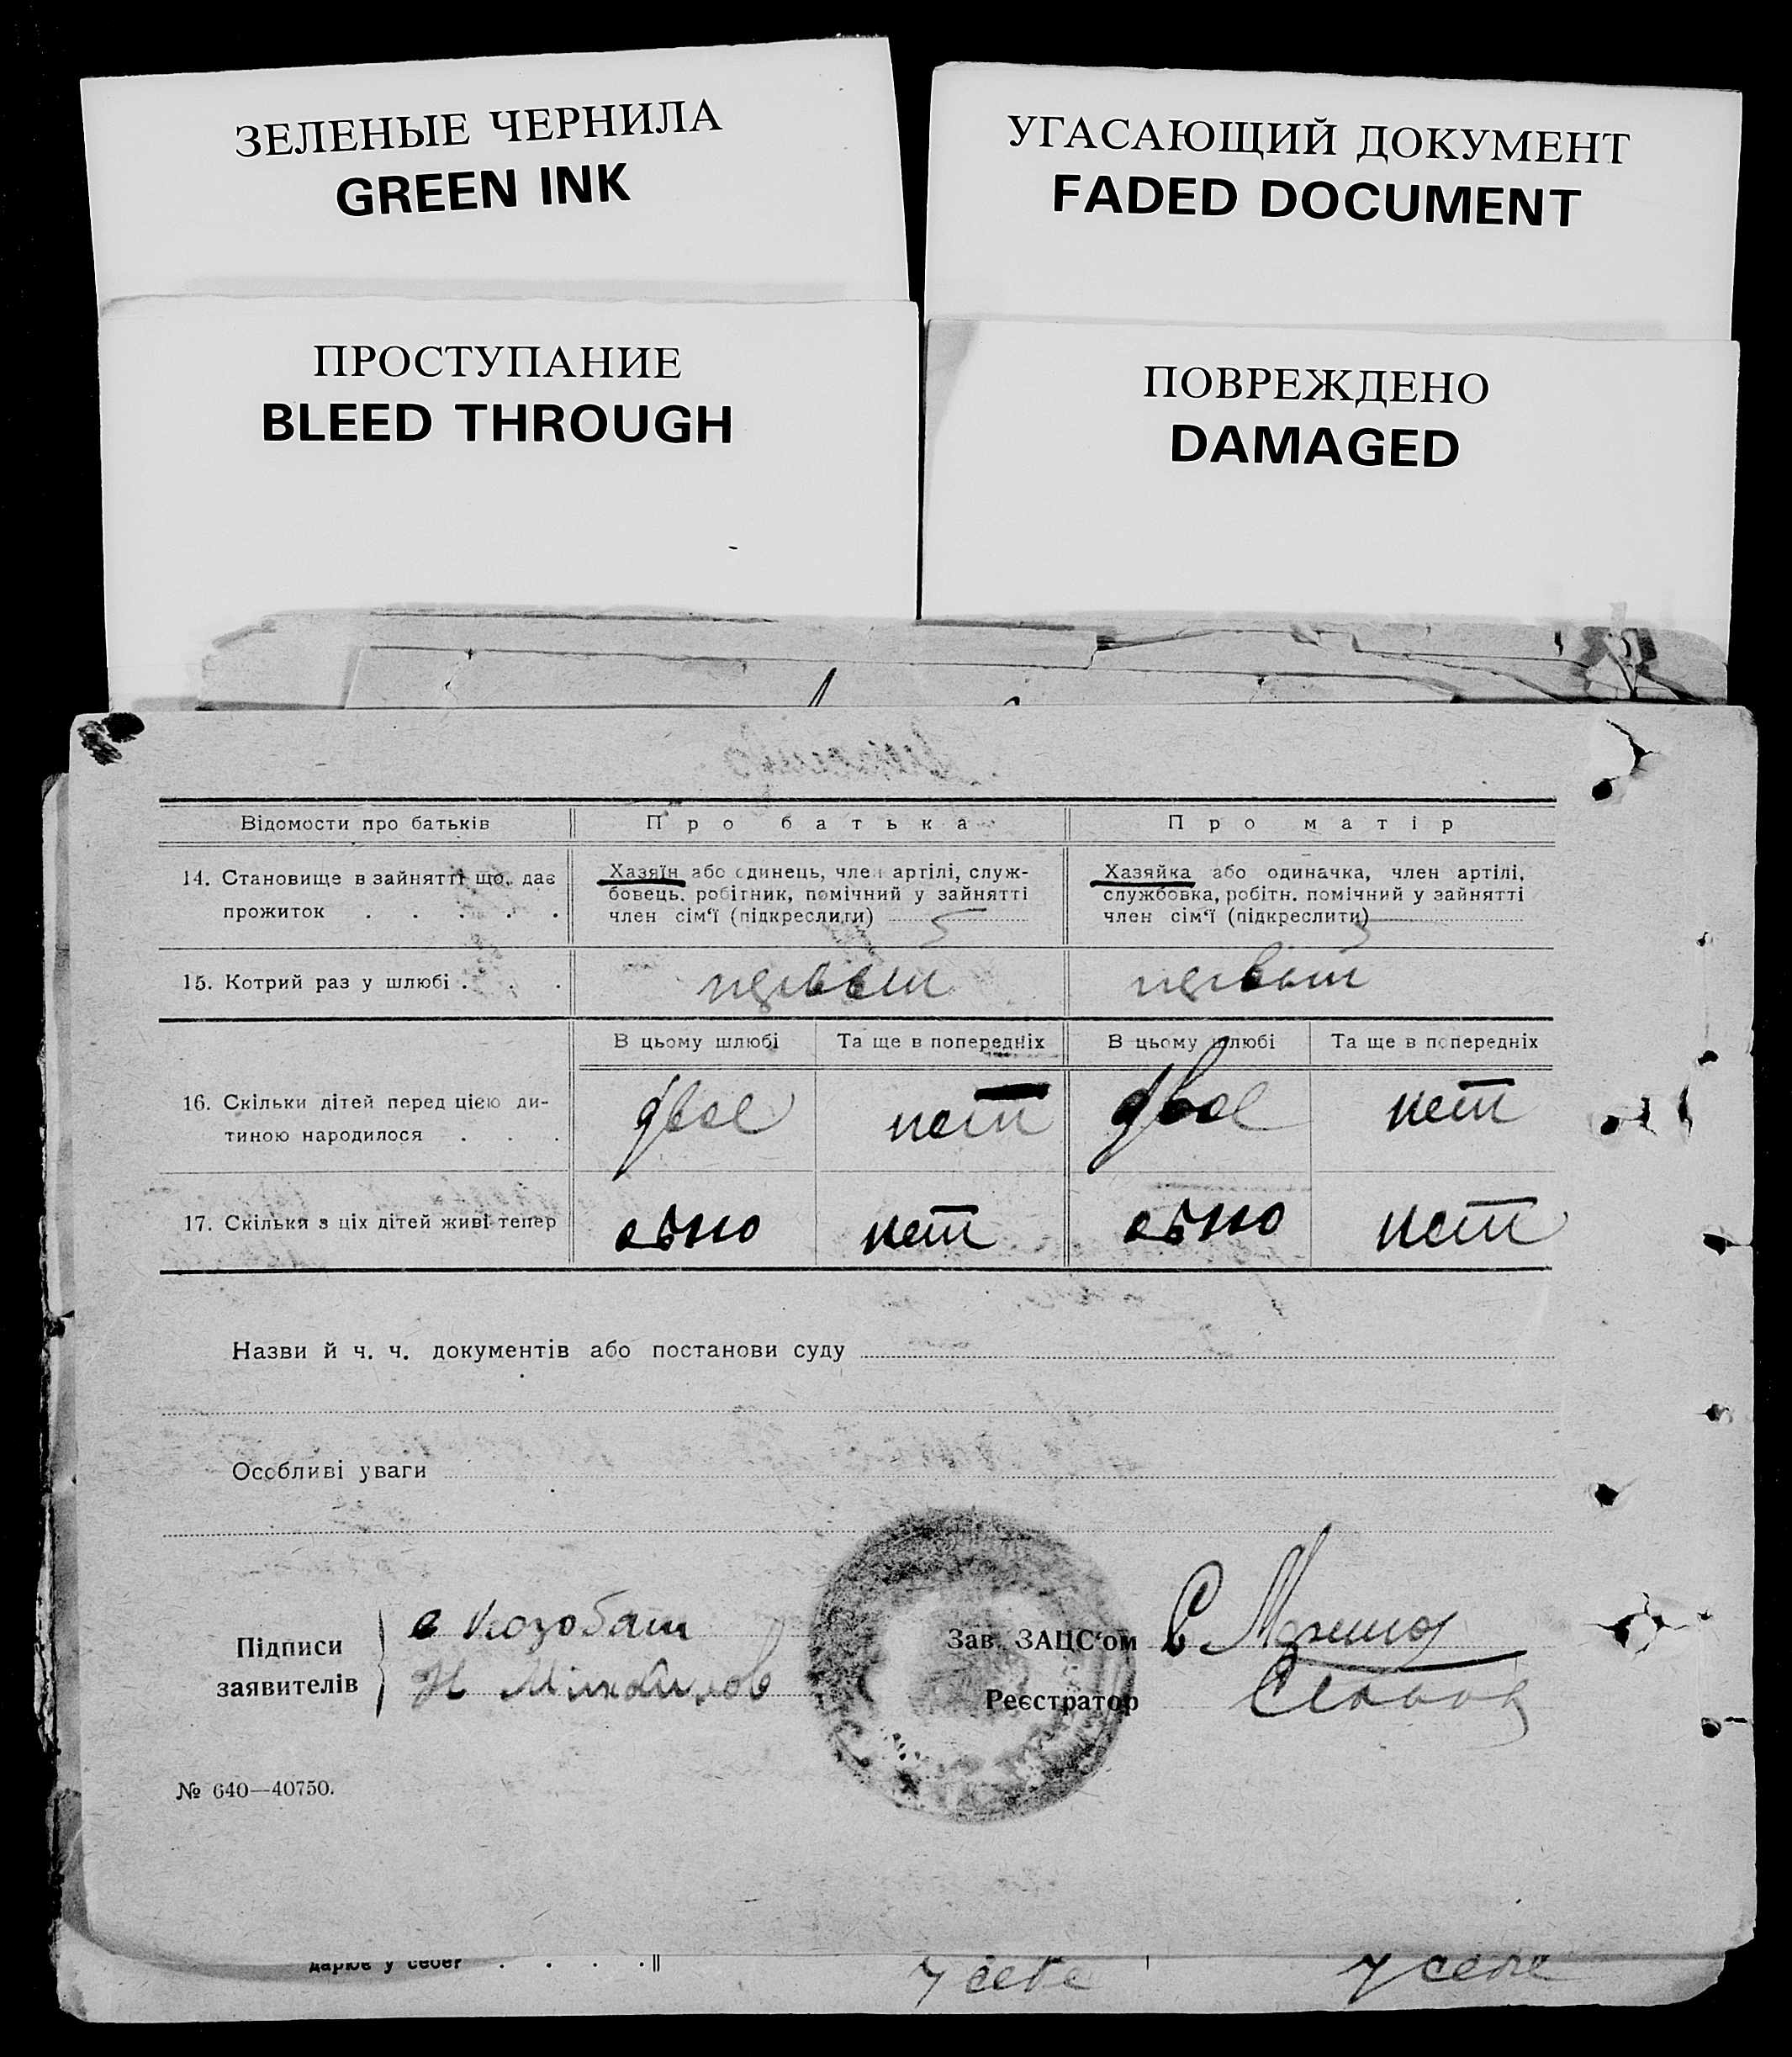 ЗЕЛЕНЫЕ ЧЕРНИЛА
GREEN INK
УГАСАЮЩИЙ ДОКУМЕНТ
FADED DOCUMENT
ПРОСТУПАНИЕ
BLEED THROUGH
ПОВРЕЖДЕНО
DAMAGED
Відомости про батьків
Про батька
Про матір
14. Становище в зайнятті що дає
прожиток . . . . .
Хазяїн або одинець, член артілі, служ-
бовець, робітник, помічний у зайнятті
член сім'ї (підкреслити)
Хазяйка або одиначка, член артілі,
службовка, робітн. помічний у зайнятті
член сім'ї (підкреслити)
15. Котрий раз у шлюбі . . .
первый
первый
В цьому шлюбі
Та ще в попередніх
В цьому шлюбі
Та ще в попередніх
16. Скільки дітей перед цією ди-
тиною народилося . . .
двое
нет
двое
нет
17. Скільки з ціх дітей живі тепер
одно
нет
одно
нет
Назви й ч. ч. документів або постанови суду
Особливі уваги
Підписи
заявителів
Н Михайлов
Зав. ЗАЦС'ом
Реєстратор
№ 640—40750.
дарює у себе?
у себе
у себе